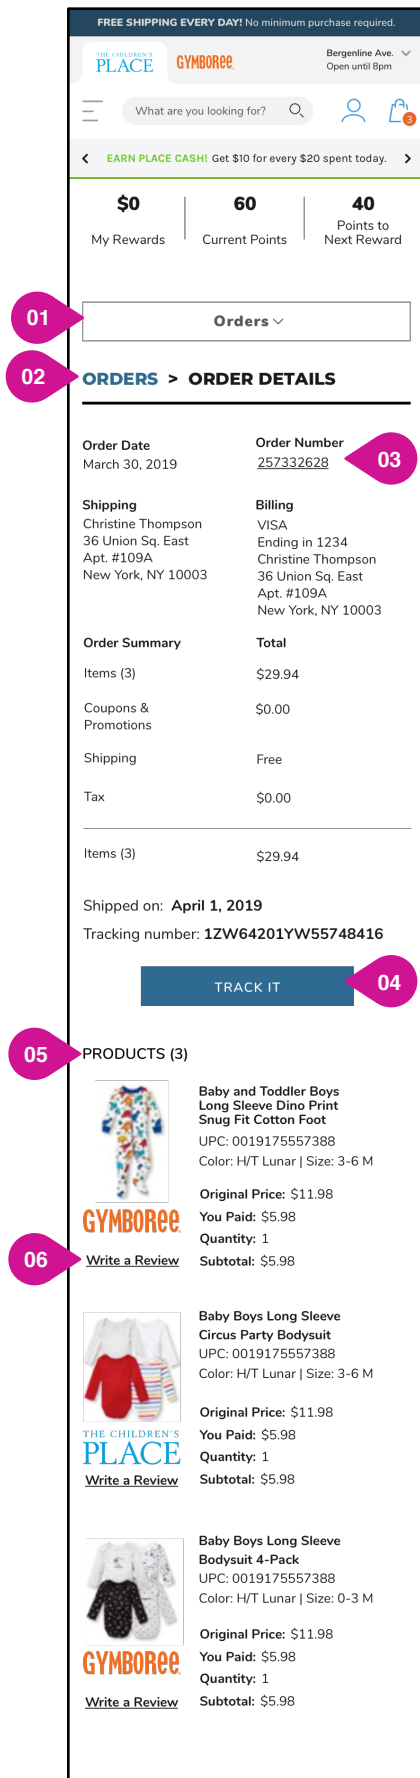 FREE SHIPPING EVERY DAY! No minimum purchase required.
THE CHILDREN'S
PLACE
GYMBOREE
Bergenline Ave.
Open until 8pm
What are you looking for?
3
< EARN PLACE CASH! Get $10 for every $20 spent today. >
$0
60
40
My Rewards
Current Points
Points to
Next Reward
01
Orders
02
ORDERS > ORDER DETAILS
Order Date
March 30, 2019
Order Number
257332628
03
Shipping
Christine Thompson
36 Union Sq. East
Apt. #109A
New York, NY 10003
Billing
VISA
Ending in 1234
Christine Thompson
36 Union Sq. East
Apt. #109A
New York, NY 10003
Order Summary Total
Items (3) $29.94
Coupons &
Promotions
$0.00
Shipping Free
Tax $0.00
Items (3) $29.94
Shipped on: April 1, 2019
Tracking number: 1ZW64201YW55748416
TRACK IT
04
05
PRODUCTS (3)
Baby and Toddler Boys
Long Sleeve Dino Print
Snug Fit Cotton Foot
UPC: 0019175557388
Color: H/T Lunar | Size: 3-6 M
Original Price: $11.98
You Paid: $5.98
Quantity: 1
Subtotal: $5.98
GYMBOREE
06
Write a Review
Baby Boys Long Sleeve
Circus Party Bodysuit
UPC: 0019175557388
Color: H/T Lunar | Size: 3-6 M
Original Price: $11.98
You Paid: $5.98
Quantity: 1
Subtotal: $5.98
THE CHILDREN'S
PLACE
Write a Review
Baby Boys Long Sleeve
Bodysuit 4-Pack
UPC: 0019175557388
Color: H/T Lunar | Size: 0-3 M
Original Price: $11.98
You Paid: $5.98
Quantity: 1
Subtotal: $5.98
GYMBOREE
Write a Review